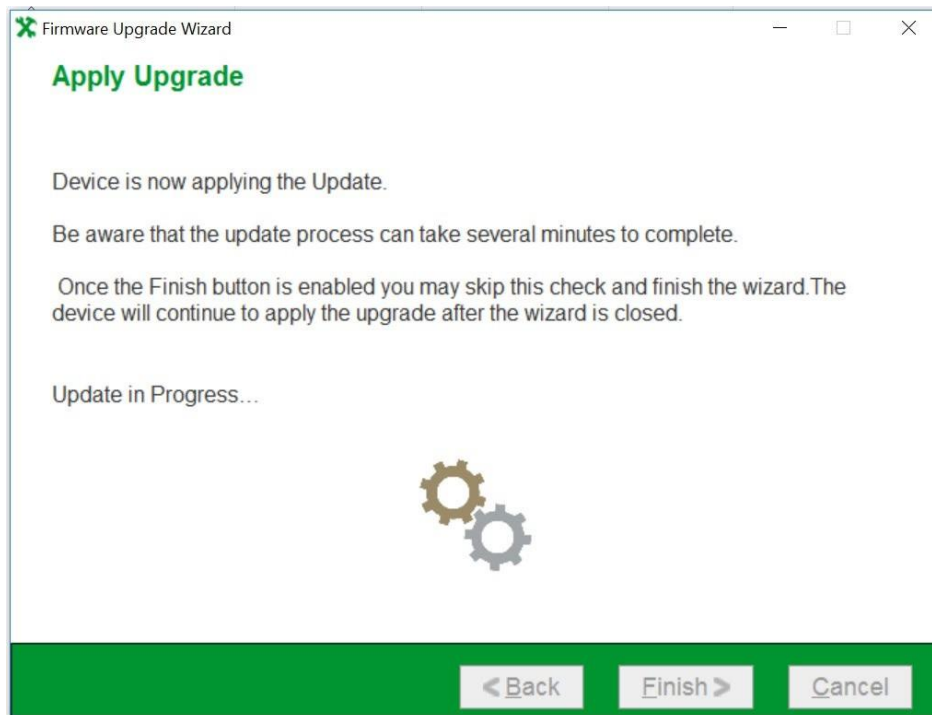 Firmware Upgrade Wizard
Apply Upgrade
Device is now applying the Update.
Be aware that the update process can take several minutes to complete.
Once the Finish button is enabled you may skip this check and finish the wizard.The
device will continue to apply the upgrade after the wizard is closed.
Update in Progress...
< Back
Finish >
Cancel